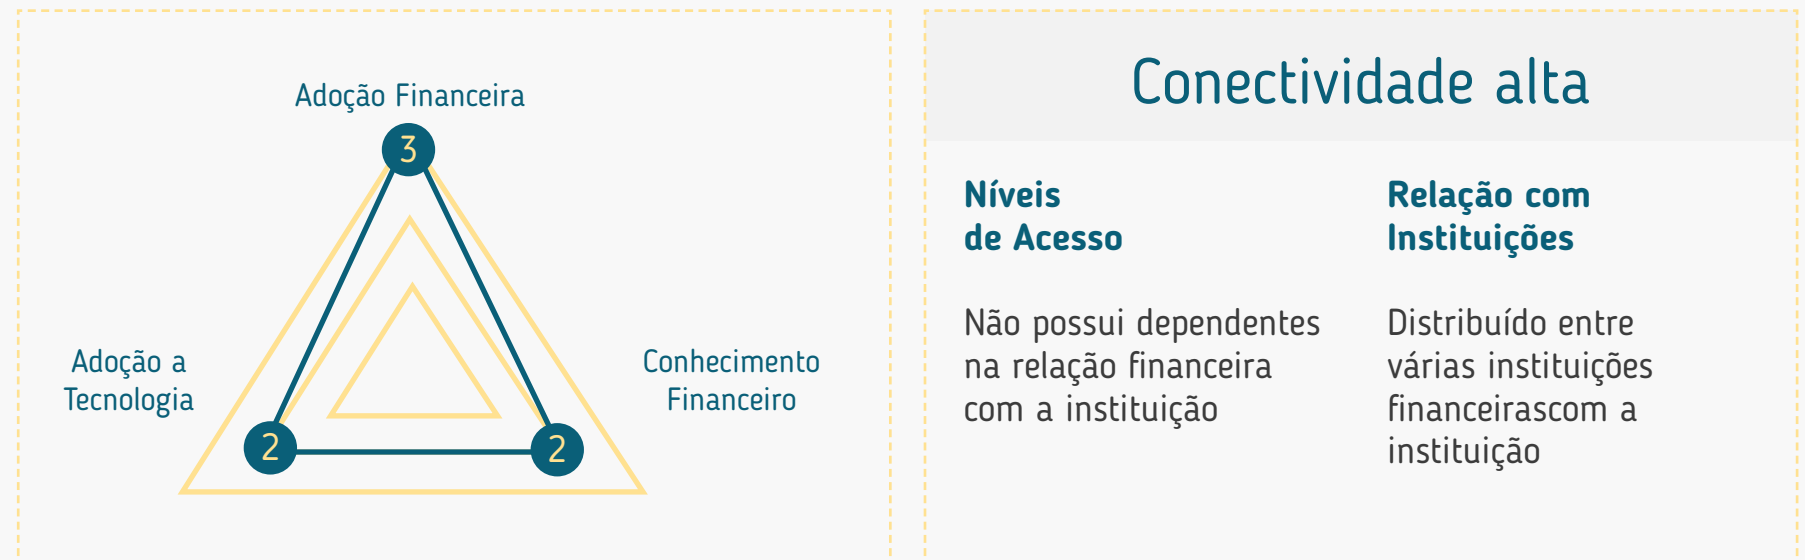 Adoção Financeira
3
Adoção a
Tecnologia
Conhecimento
Financeiro
2
2
Conectividade alta
Níveis
de Acesso
Não possui dependentes
na relação financeira
com a instituição
Relação com
Instituições
Distribuído entre
várias instituições
financeirascom a
instituição